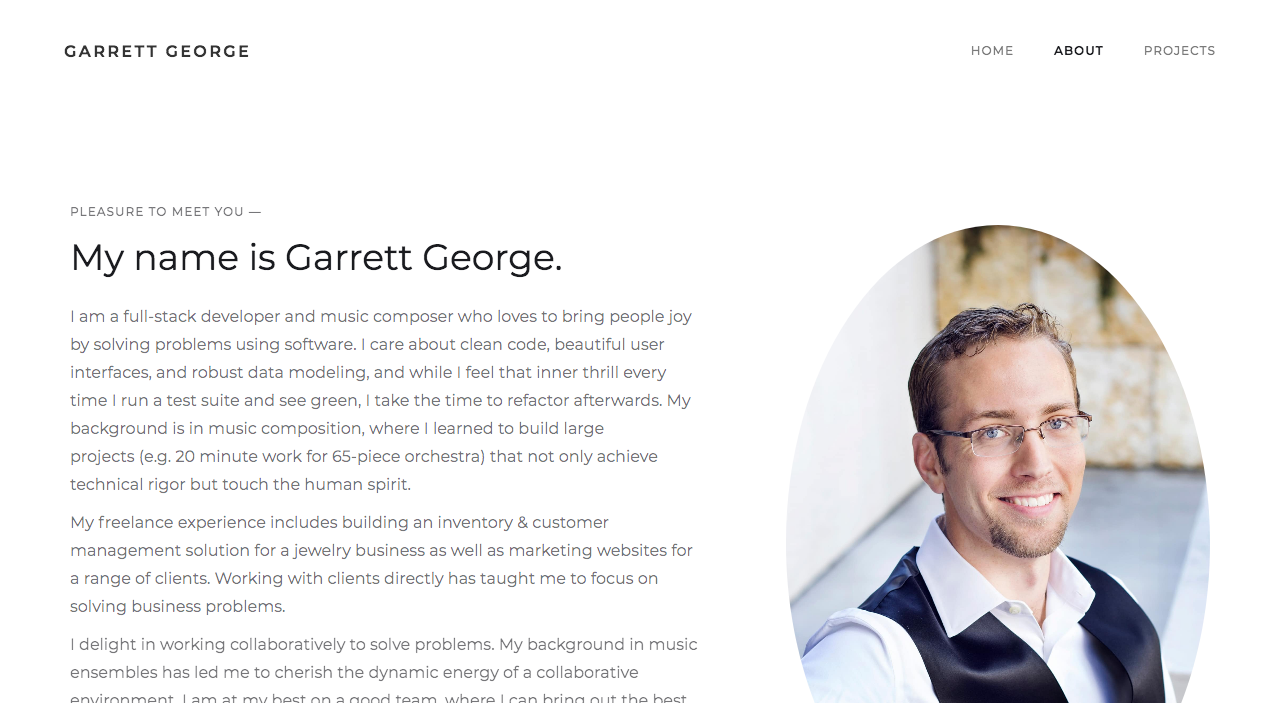 GARRETT GEORGE
HOME ABOUT PROJECTS
PLEASURE TO MEET YOU —
My name is Garrett George.
I am a full-stack developer and music composer who loves to bring people joy
by solving problems using software. I care about clean code, beautiful user
interfaces, and robust data modeling, and while I feel that inner thrill every
time I run a test suite and see green, I take the time to refactor afterwards. My
background is in music composition, where I learned to build large
projects (e.g. 20 minute work for 65-piece orchestra) that not only achieve
technical rigor but touch the human spirit.
My freelance experience includes building an inventory & customer
management solution for a jewelry business as well as marketing websites for
a range of clients. Working with clients directly has taught me to focus on
solving business problems.
I delight in working collaboratively to solve problems. My background in music
ensembles has led me to cherish the dynamic energy of a collaborative
environment. I am at my best on a good team, where I can bring out the best